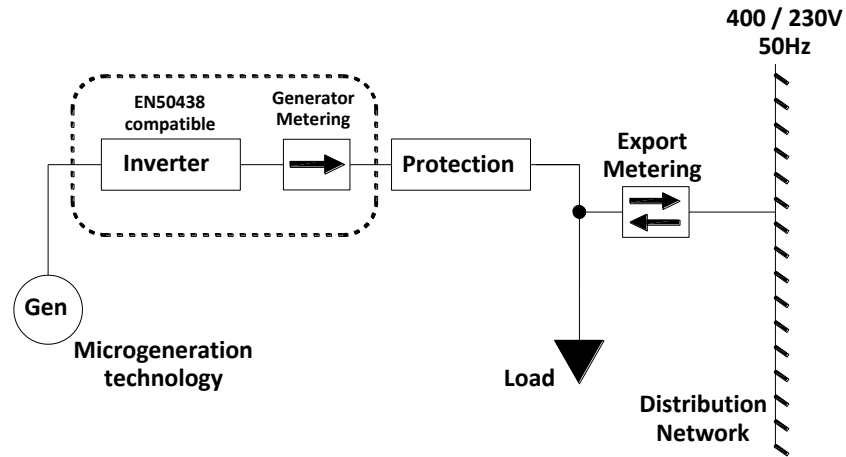 400 / 230V
50Hz
EN50438
compatible
Generator
Metering
Inverter
Protection
Export
Metering
Gen
Microgeneration
technology
Load
Distribution
Network